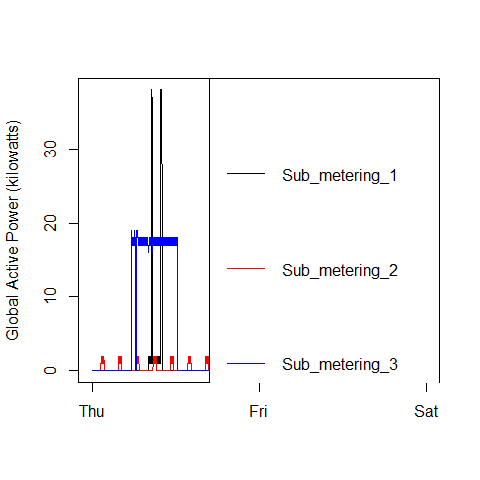 Global Active Power (kilowatts)
30
20
10
0
Sub_metering_1
Sub_metering_2
Sub_metering_3
Thu
Fri
Sat